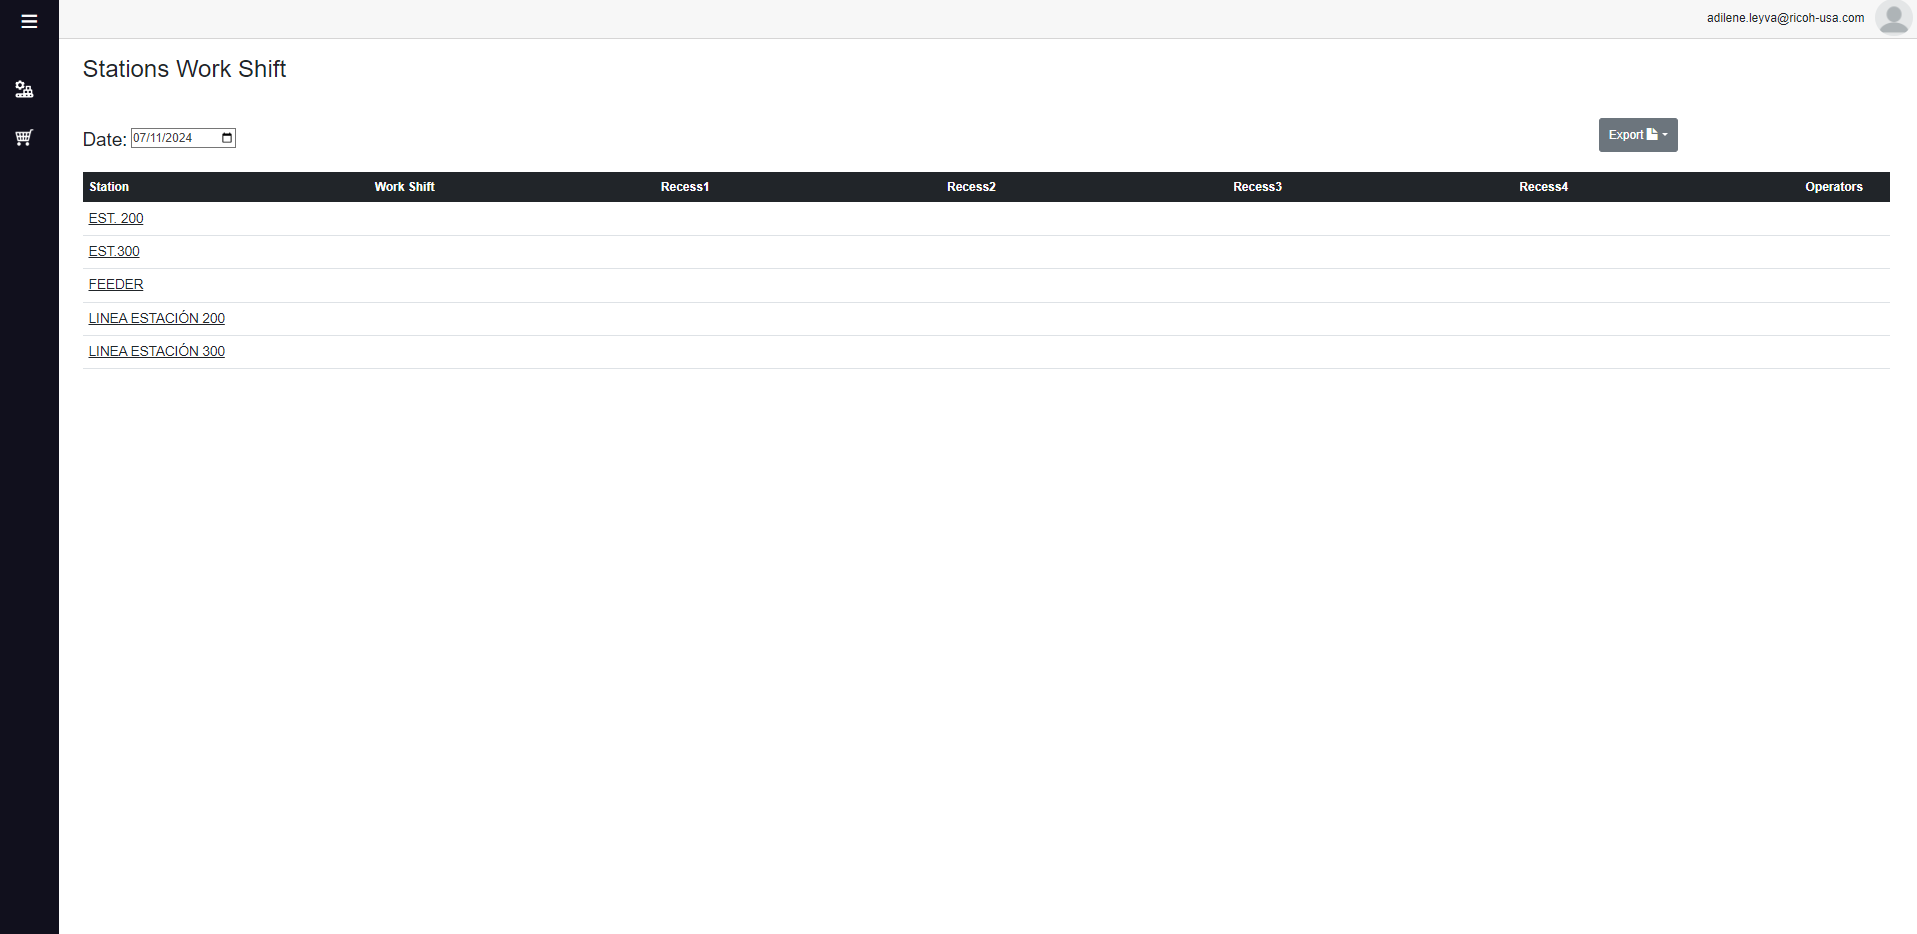 adilene.leyva@ricoh-usa.com
Stations Work Shift
Date: 07/11/2024
Export
Station Work Shift Recess1 Recess2 Recess3 Recess4 Operators
EST. 200
EST.300
FEEDER
LINEA ESTACIÓN 200
LINEA ESTACIÓN 300